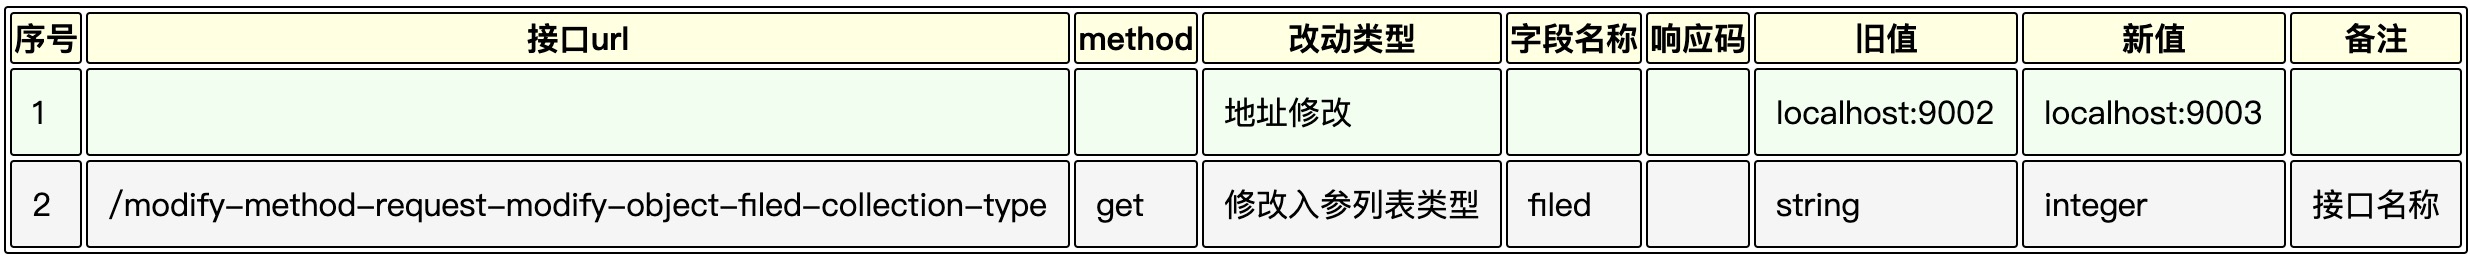 序号 接口url method 改动类型 字段名称 响应码 旧值 新值 备注
1 地址修改 localhost:9002 localhost:9003
2 /modify-method-request-modify-object-filed-collection-type get 修改入参列表类型 filed string integer 接口名称